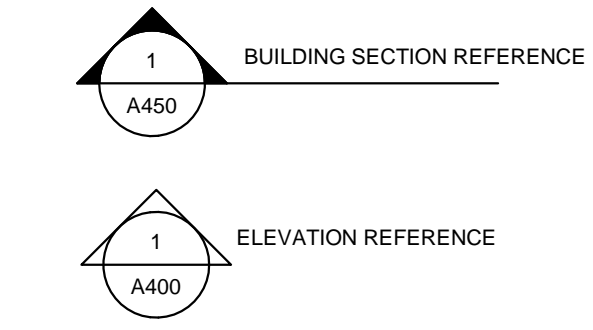 1
BUILDING SECTION REFERENCE
A450
1
ELEVATION REFERENCE
A400